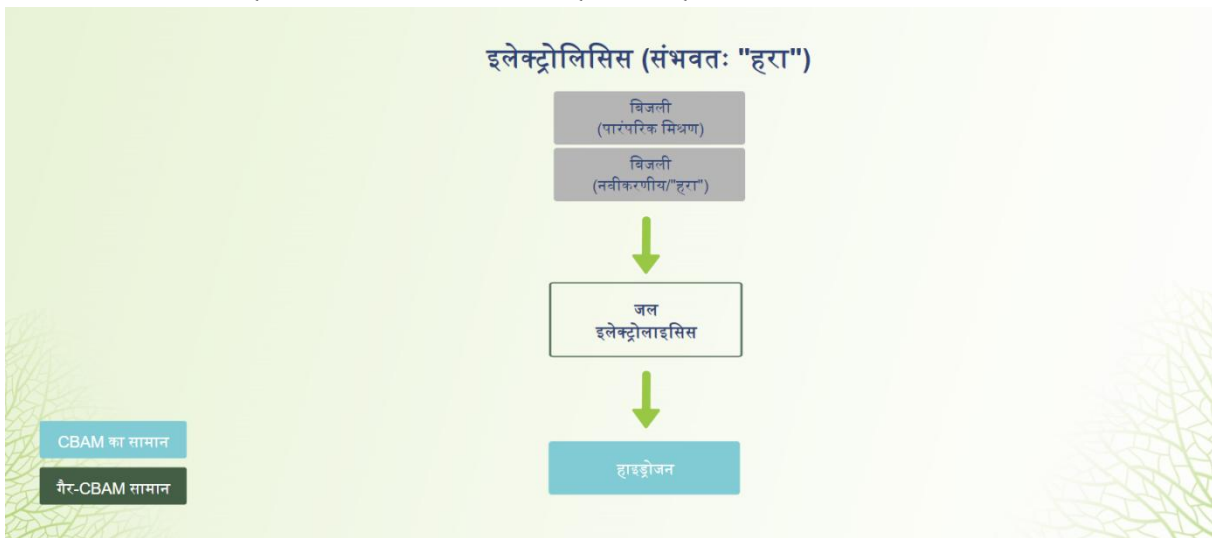 इलेक्ट्रोलिसिस (संभवतः "हरा")
बिजली
(पारंपरिक मिश्रण)
बिजली
(नवीकरणीय/"हरा")
जल
इलेक्ट्रोलाइसिस
हाइड्रोजन
CBAM का सामान
गैर-CBAM सामान